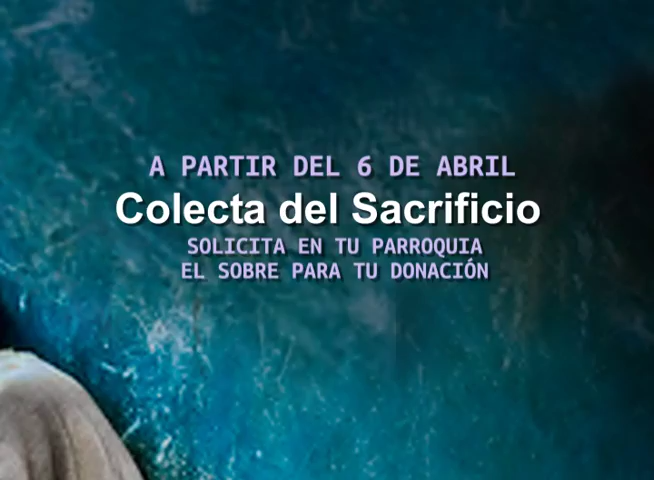 A PARTIR DEL 6 DE ABRIL
Colecta del Sacrificio
SOLICITA EN TU PARROQUIA
EL SOBRE PARA TU DONACIÓN